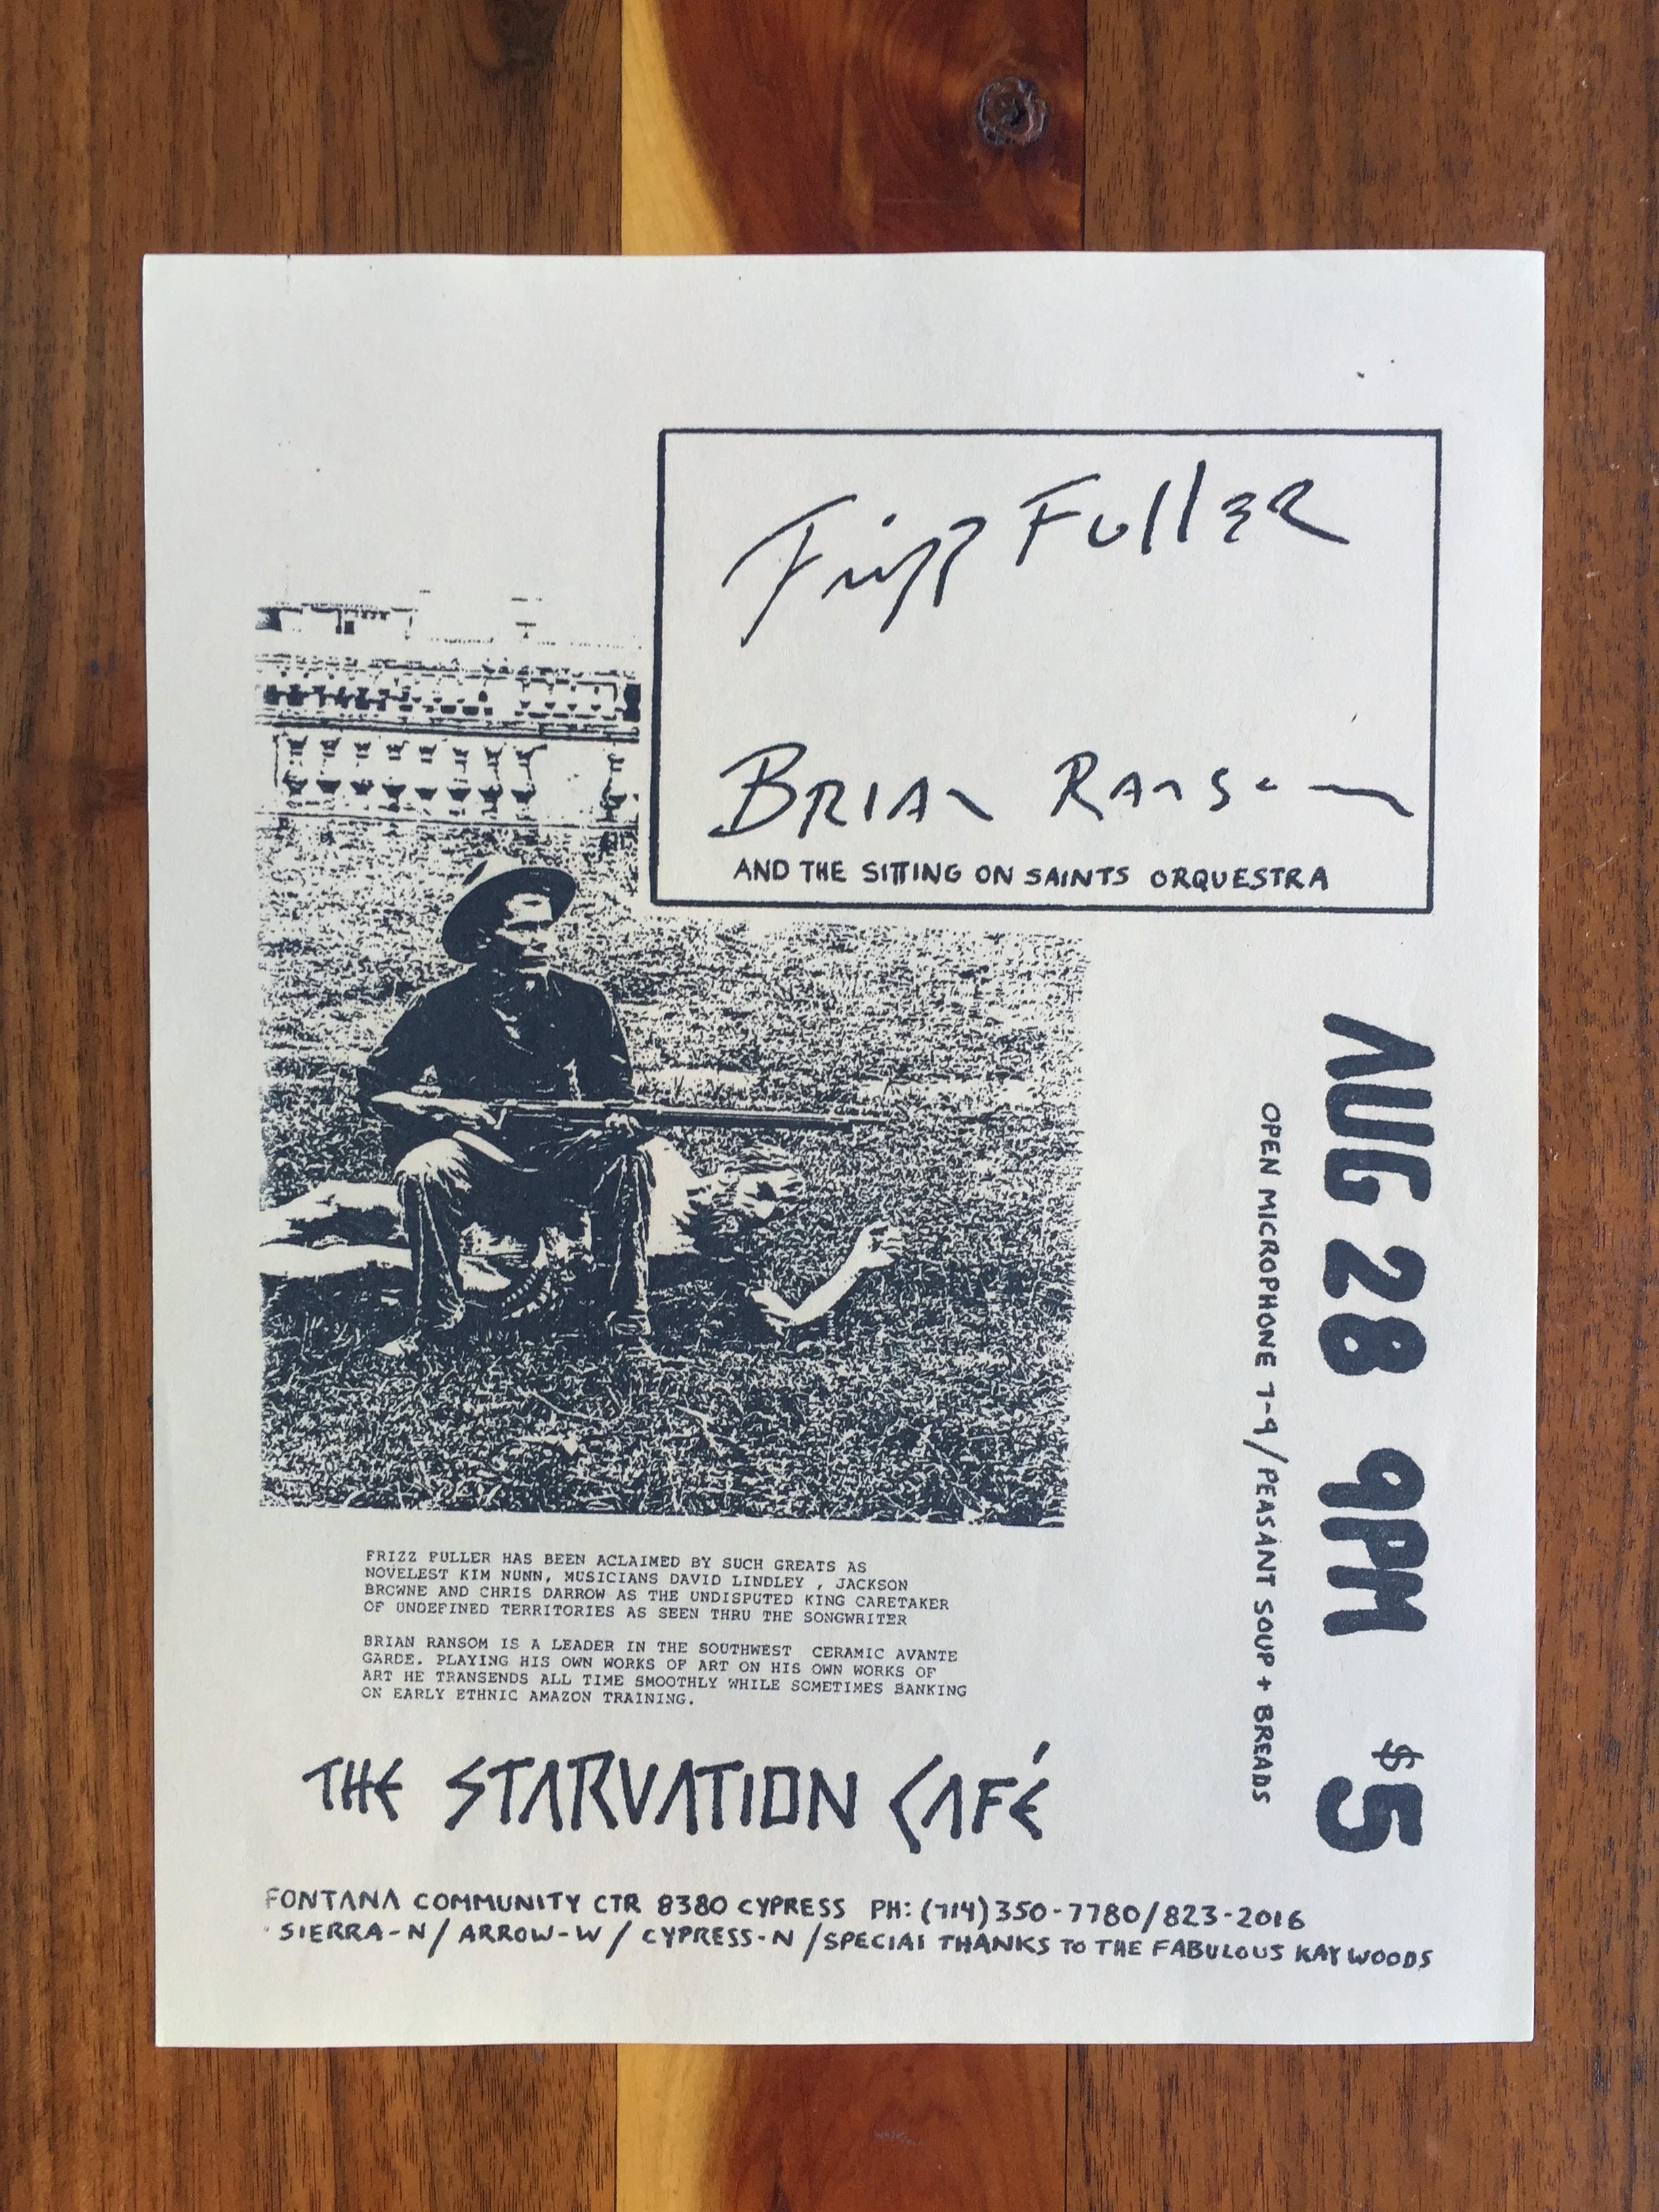 Frizz Fuller
Brian Ransom
AND THE SITTING ON SAINTS ORQUESTRA
AUG 28 9PM $5
OPEN MICROPHONE 7-9/PEASANT SOUP + BREADS
FRIZZ FULLER HAS BEEN ACLAIMED BY SUCH GREATS AS
NOVELEST KIM NUNN, MUSICIANS DAVID LINDLEY , JACKSON
BROWNE AND CHRIS DARROW AS THE UNDISPUTED KING CARETAKER
OF UNDEFINED TERRITORIES AS SEEN THRU THE SONGWRITER
BRIAN RANSOM IS A LEADER IN THE SOUTHWEST CERAMIC AVANTE
GARDE. PLAYING HIS OWN WORKS OF ART ON HIS OWN WORKS OF
ART HE TRANSENDS ALL TIME SMOOTHLY WHILE SOMETIMES BANKING
ON EARLY ETHNIC AMAZON TRAINING.
THE STARVATION CAFÉ
FONTANA COMMUNITY CTR 8380 CYPRESS PH: (714)350-7780/823-2016
SIERRA-N/ ARROW-W/ CYPRESS-N /SPECIAL THANKS TO THE FABULOUS KAY WOODS